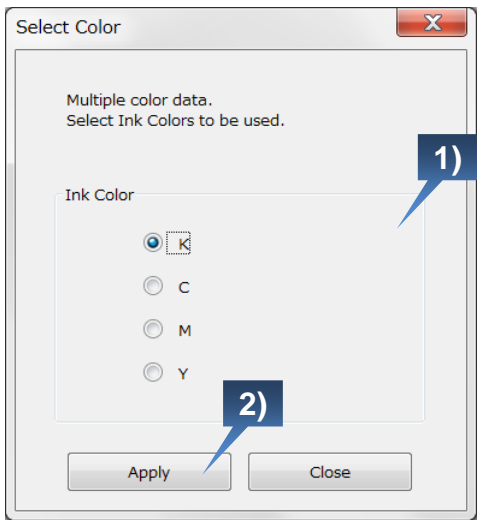 Select Color
Multiple color data.
Select Ink Colors to be used.
1)
Ink Color
K
C
M
Y
2)
Apply
Close